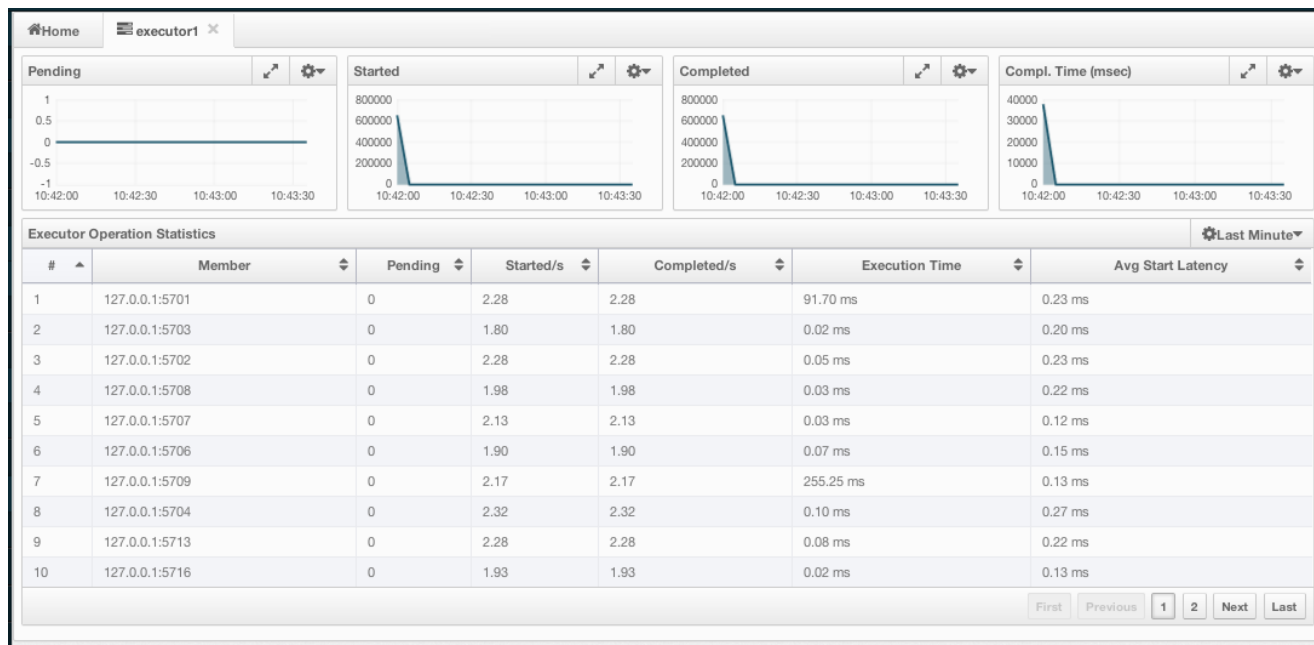 Home executor1
Pending Started Completed Compl. Time (msec)
1
0.5
0
-0.5
-1
10:42:00 10:42:30 10:43:00 10:43:30
800000
600000
400000
200000
0
10:42:00 10:42:30 10:43:00 10:43:30
800000
600000
400000
200000
0
10:42:00 10:42:30 10:43:00 10:43:30
40000
30000
20000
10000
0
10:42:00 10:42:30 10:43:00 10:43:30
Executor Operation Statistics Last Minute
# Member Pending Started/s Completed/s Execution Time Avg Start Latency
1 127.0.0.1:5701 0 2.28 2.28 91.70 ms 0.23 ms
2 127.0.0.1:5703 0 1.80 1.80 0.02 ms 0.20 ms
3 127.0.0.1:5702 0 2.28 2.28 0.05 ms 0.23 ms
4 127.0.0.1:5708 0 1.98 1.98 0.03 ms 0.22 ms
5 127.0.0.1:5707 0 2.13 2.13 0.03 ms 0.12 ms
6 127.0.0.1:5706 0 1.90 1.90 0.07 ms 0.15 ms
7 127.0.0.1:5709 0 2.17 2.17 255.25 ms 0.13 ms
8 127.0.0.1:5704 0 2.32 2.32 0.10 ms 0.27 ms
9 127.0.0.1:5713 0 2.28 2.28 0.08 ms 0.22 ms
10 127.0.0.1:5716 0 1.93 1.93 0.02 ms 0.13 ms
First Previous 1 2 Next Last